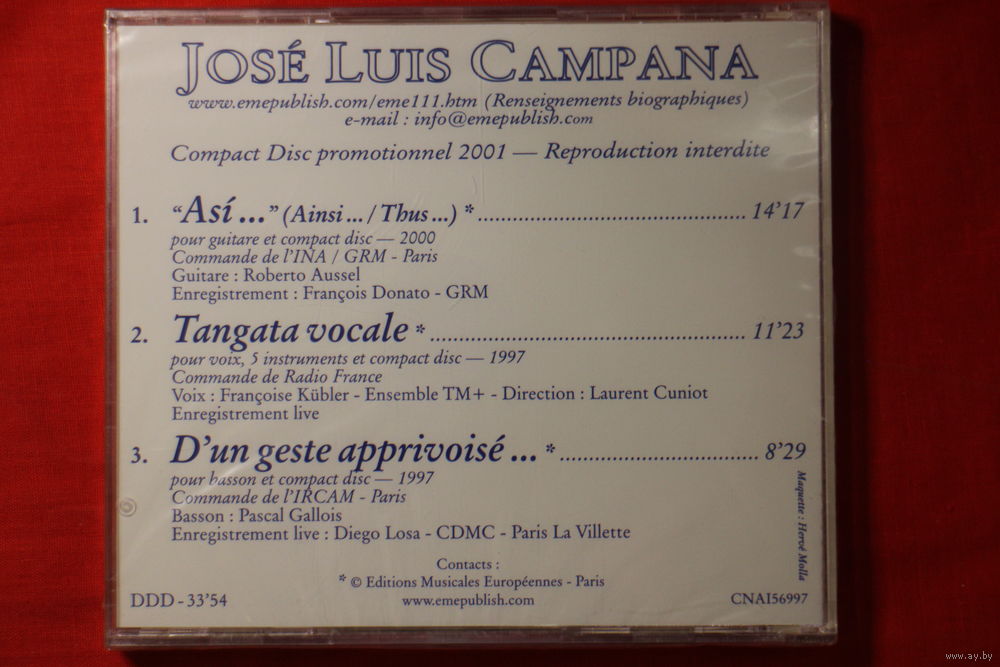 JOSÉ LUIS CAMPANA
www.emepublish.com/eme111.htm (Renseignements biographiques)
e-mail : info@emepublish.com
Compact Disc promotionnel 2001 — Reproduction interdite
1. “Así ...” (Ainsi ... / Thus ...) * .......... 14’17
pour guitare et compact disc — 2000
Commande de l’INA / GRM - Paris
Guitare : Roberto Aussel
Enregistrement : François Donato - GRM
2. Tangata vocale * .......... 11’23
pour voix, 5 instruments et compact disc — 1997
Commande de Radio France
Voix : Françoise Kübler - Ensemble TM+ - Direction : Laurent Cuniot
Enregistrement live
3. D’un geste apprivoisé ... * .......... 8’29
pour basson et compact disc — 1997
Commande de l’IRCAM - Paris
Basson : Pascal Gallois
Enregistrement live : Diego Losa - CDMC - Paris La Villette
Maquette : Hervé Molla
Contacts :
* © Editions Musicales Européennes - Paris
DDD - 33’54 www.emepublish.com CNAI56997
www.ay.by